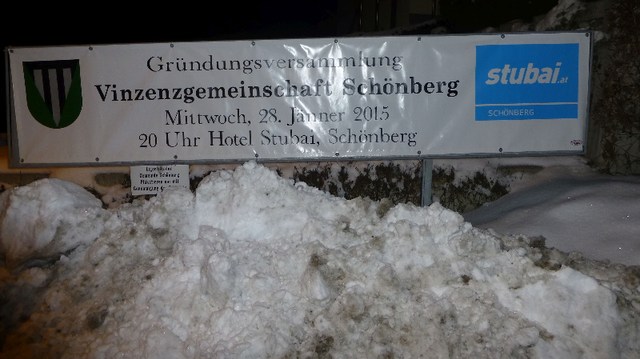 Gründungsversammlung
Vinzenzgemeinschaft Schönberg
Mittwoch, 28. Jänner 2015
20 Uhr Hotel Stubai, Schönberg
stubai.at
SCHÖNBERG